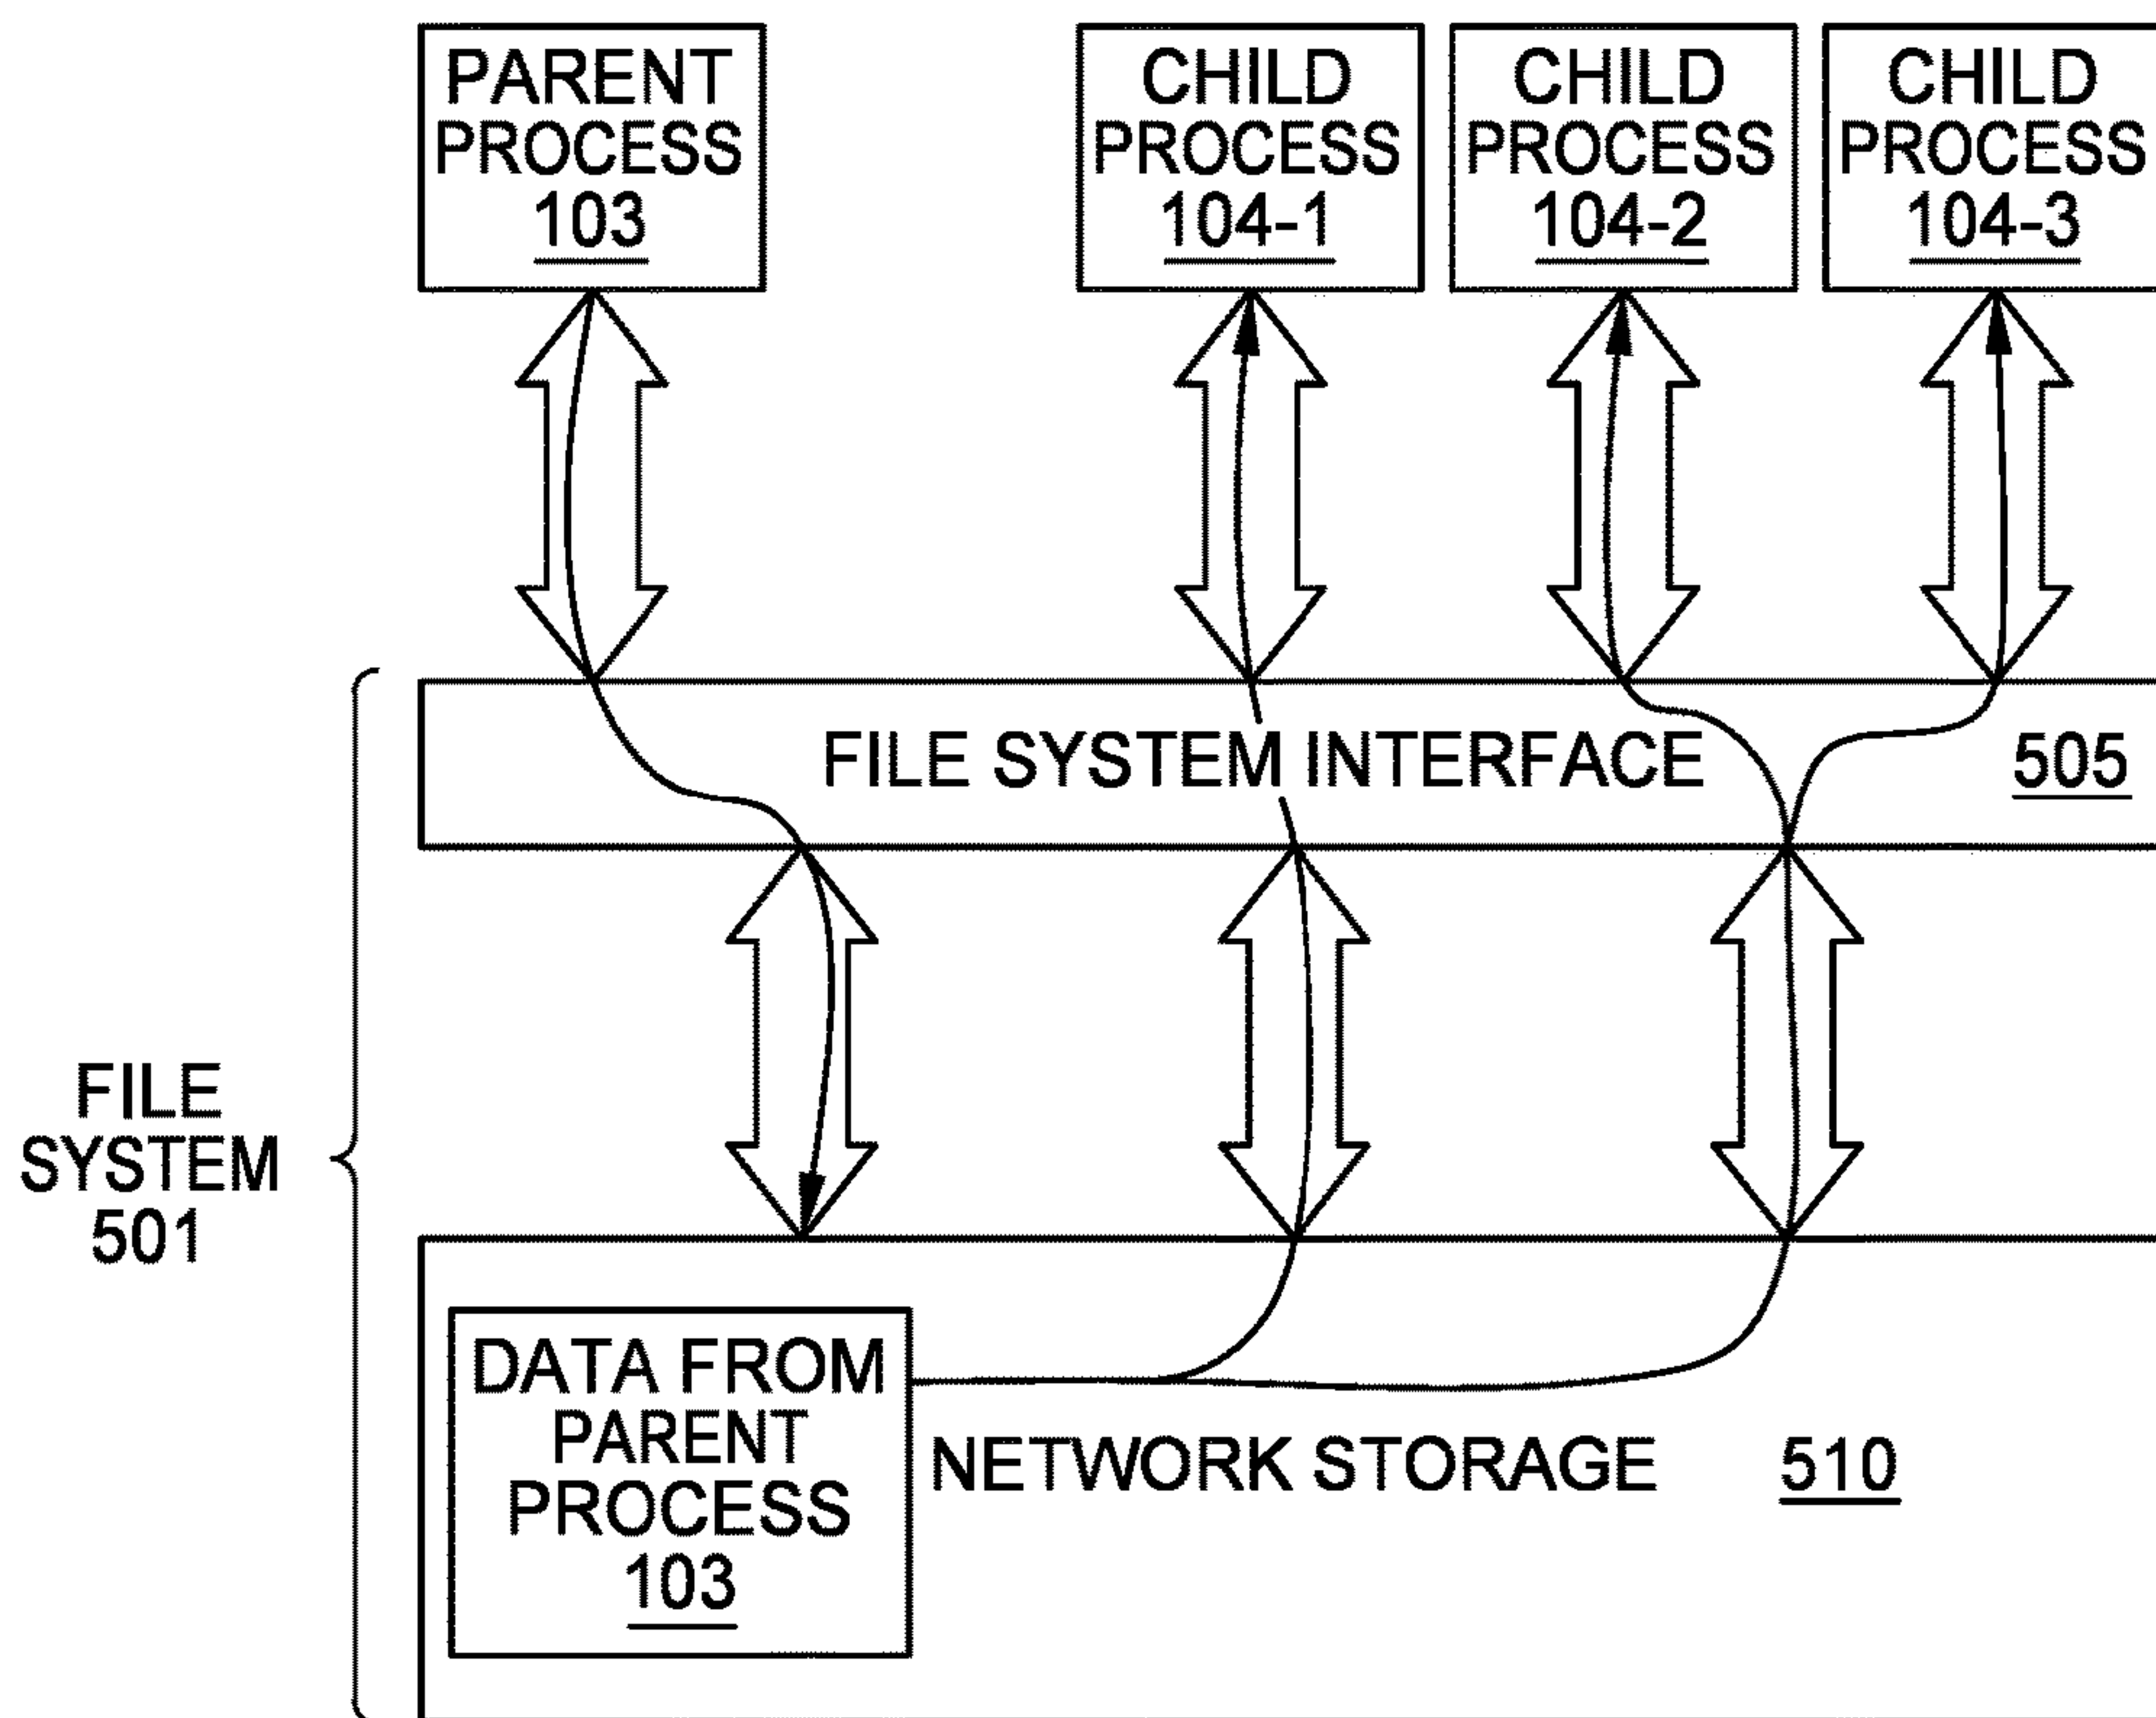 PARENT
PROCESS
103
CHILD
PROCESS
104-1
CHILD
PROCESS
104-2
CHILD
PROCESS
104-3
FILE SYSTEM INTERFACE
505
FILE
SYSTEM
501
DATA FROM
PARENT
PROCESS
103
NETWORK STORAGE
510